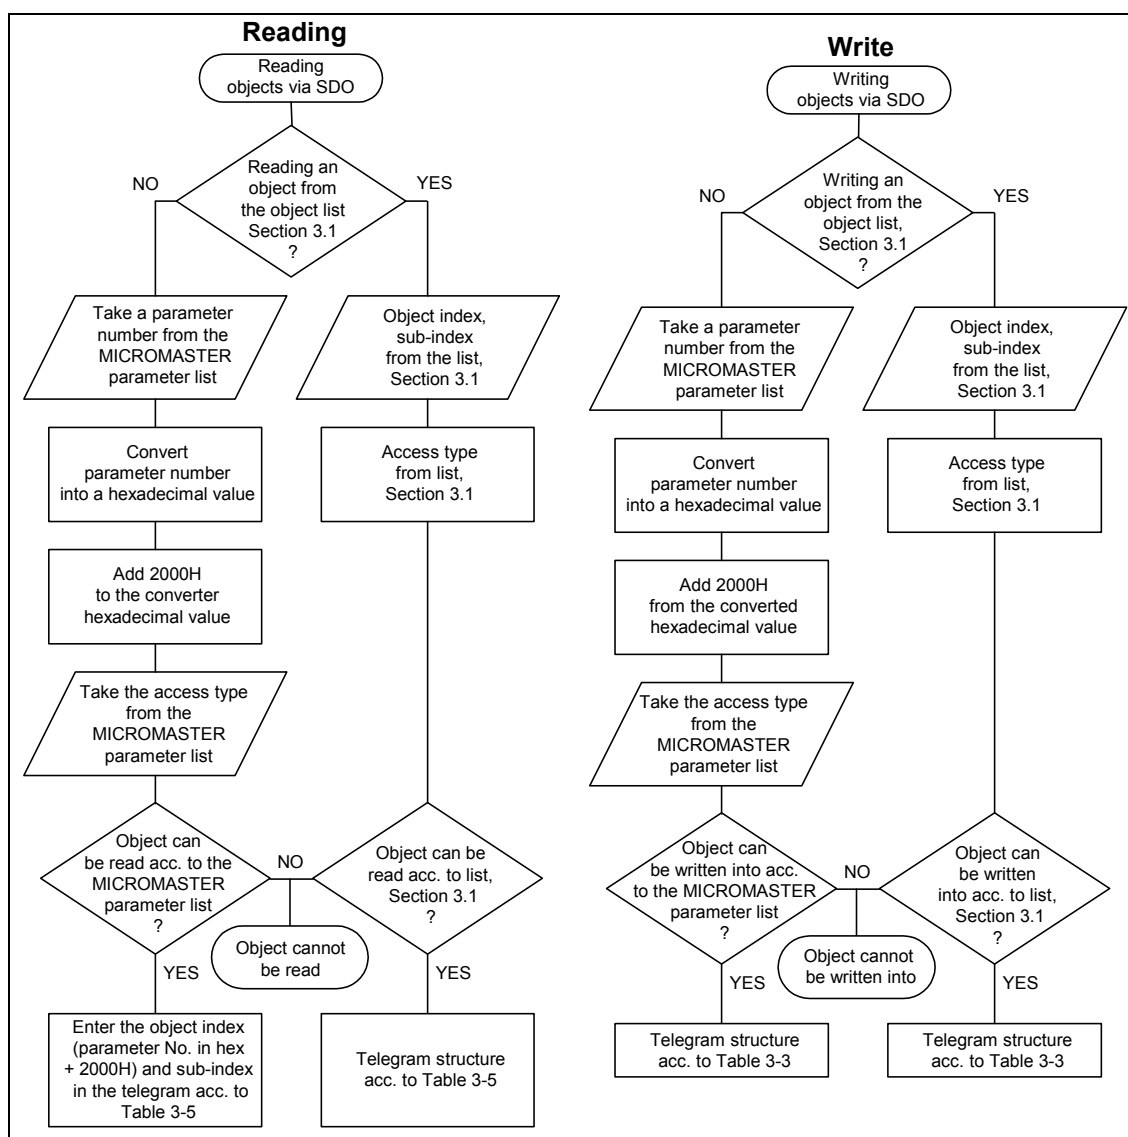 Reading
Reading
objects via SDO
Reading an
object from
the object list
Section 3.1
?
NO
YES
Take a parameter
number from the
MICROMASTER
parameter list
Object index,
sub-index
from the list,
Section 3.1
Convert
parameter number
into a hexadecimal value
Access type
from list,
Section 3.1
Add 2000H
to the converter
hexadecimal value
Take the access type
from the
MICROMASTER
parameter list
Object can
be read acc. to the
MICROMASTER
parameter list
?
NO
Object can be
read acc. to list,
Section 3.1
?
Object cannot
be read
YES
YES
Enter the object index
(parameter No. in hex
+ 2000H) and sub-index
in the telegram acc. to
Table 3-5
Telegram structure
acc. to Table 3-5
Write
Writing
objects via SDO
Writing an
object from the
object list,
Section 3.1
?
NO
YES
Take a parameter
number from the
MICROMASTER
parameter list
Object index,
sub-index
from the list,
Section 3.1
Convert
parameter number
into a hexadecimal value
Access type
from list,
Section 3.1
Add 2000H
from the converted
hexadecimal value
Take the access type
from the
MICROMASTER
parameter list
Object can
be written into acc.
to the MICROMASTER
parameter list
?
NO
Object can
be written
into acc. to list,
Section 3.1
?
Object cannot
be written into
YES
YES
Telegram structure
acc. to Table 3-3
Telegram structure
acc. to Table 3-3